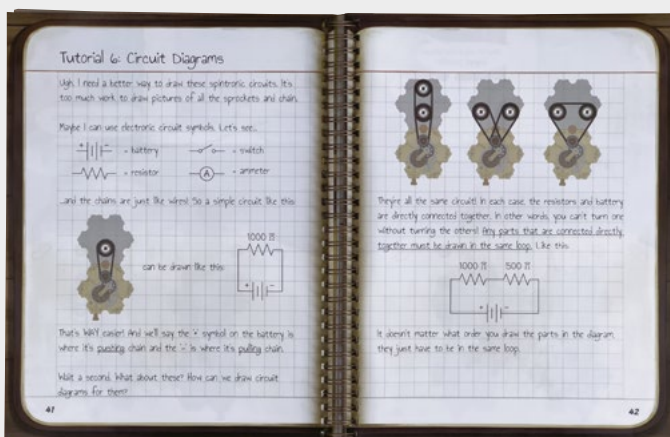 Tutorial 6: Circuit Diagrams
Ugh. I need a better way to draw these spintronic circuits. It's
too much work to draw pictures of all the sprockets and chain.
Maybe I can use electronic circuit symbols. Let's see...
+ - = battery
= switch
= resistor
A = ammeter
...and the chains are just like wires! So a simple circuit like this:
can be drawn like this:
1000
+ -
That's WAY easier! And we'll say the '+' symbol on the battery is
where it's pushing chain and the '-' is where it's pulling chain.
Wait a second. What about these? How can we draw circuit
diagrams for them?
41
They're all the same circuit! In each case, the resistors and battery
are directly connected together. In other words, you can't turn one
without turning the others! Any parts that are connected directly
together must be drawn in the same loop. Like this:
1000 500
+ -
It doesn't matter what order you draw the parts in the diagram,
they just have to be in the same loop.
42